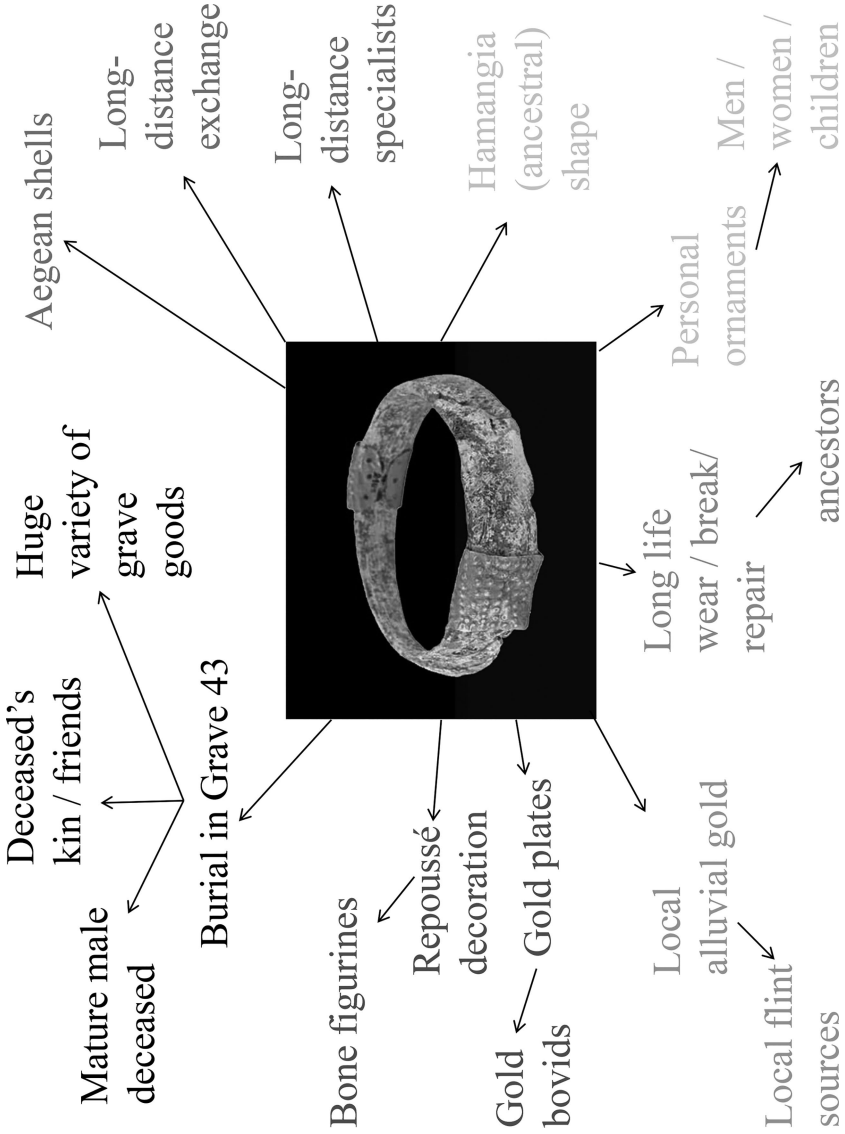 Mature male
deceased
Deceased’s
kin / friends
Huge
variety of
grave
goods
Burial in Grave 43
Aegean shells
Long-
distance
exchange
Long-
distance
specialists
Hamangia
(ancestral)
shape
Bone figurines
Repoussé
decoration
Gold plates
Gold
bovids
Local
alluvial gold
Local flint
sources
Long life
wear / break/
repair
ancestors
Personal
ornaments
Men /
women /
children